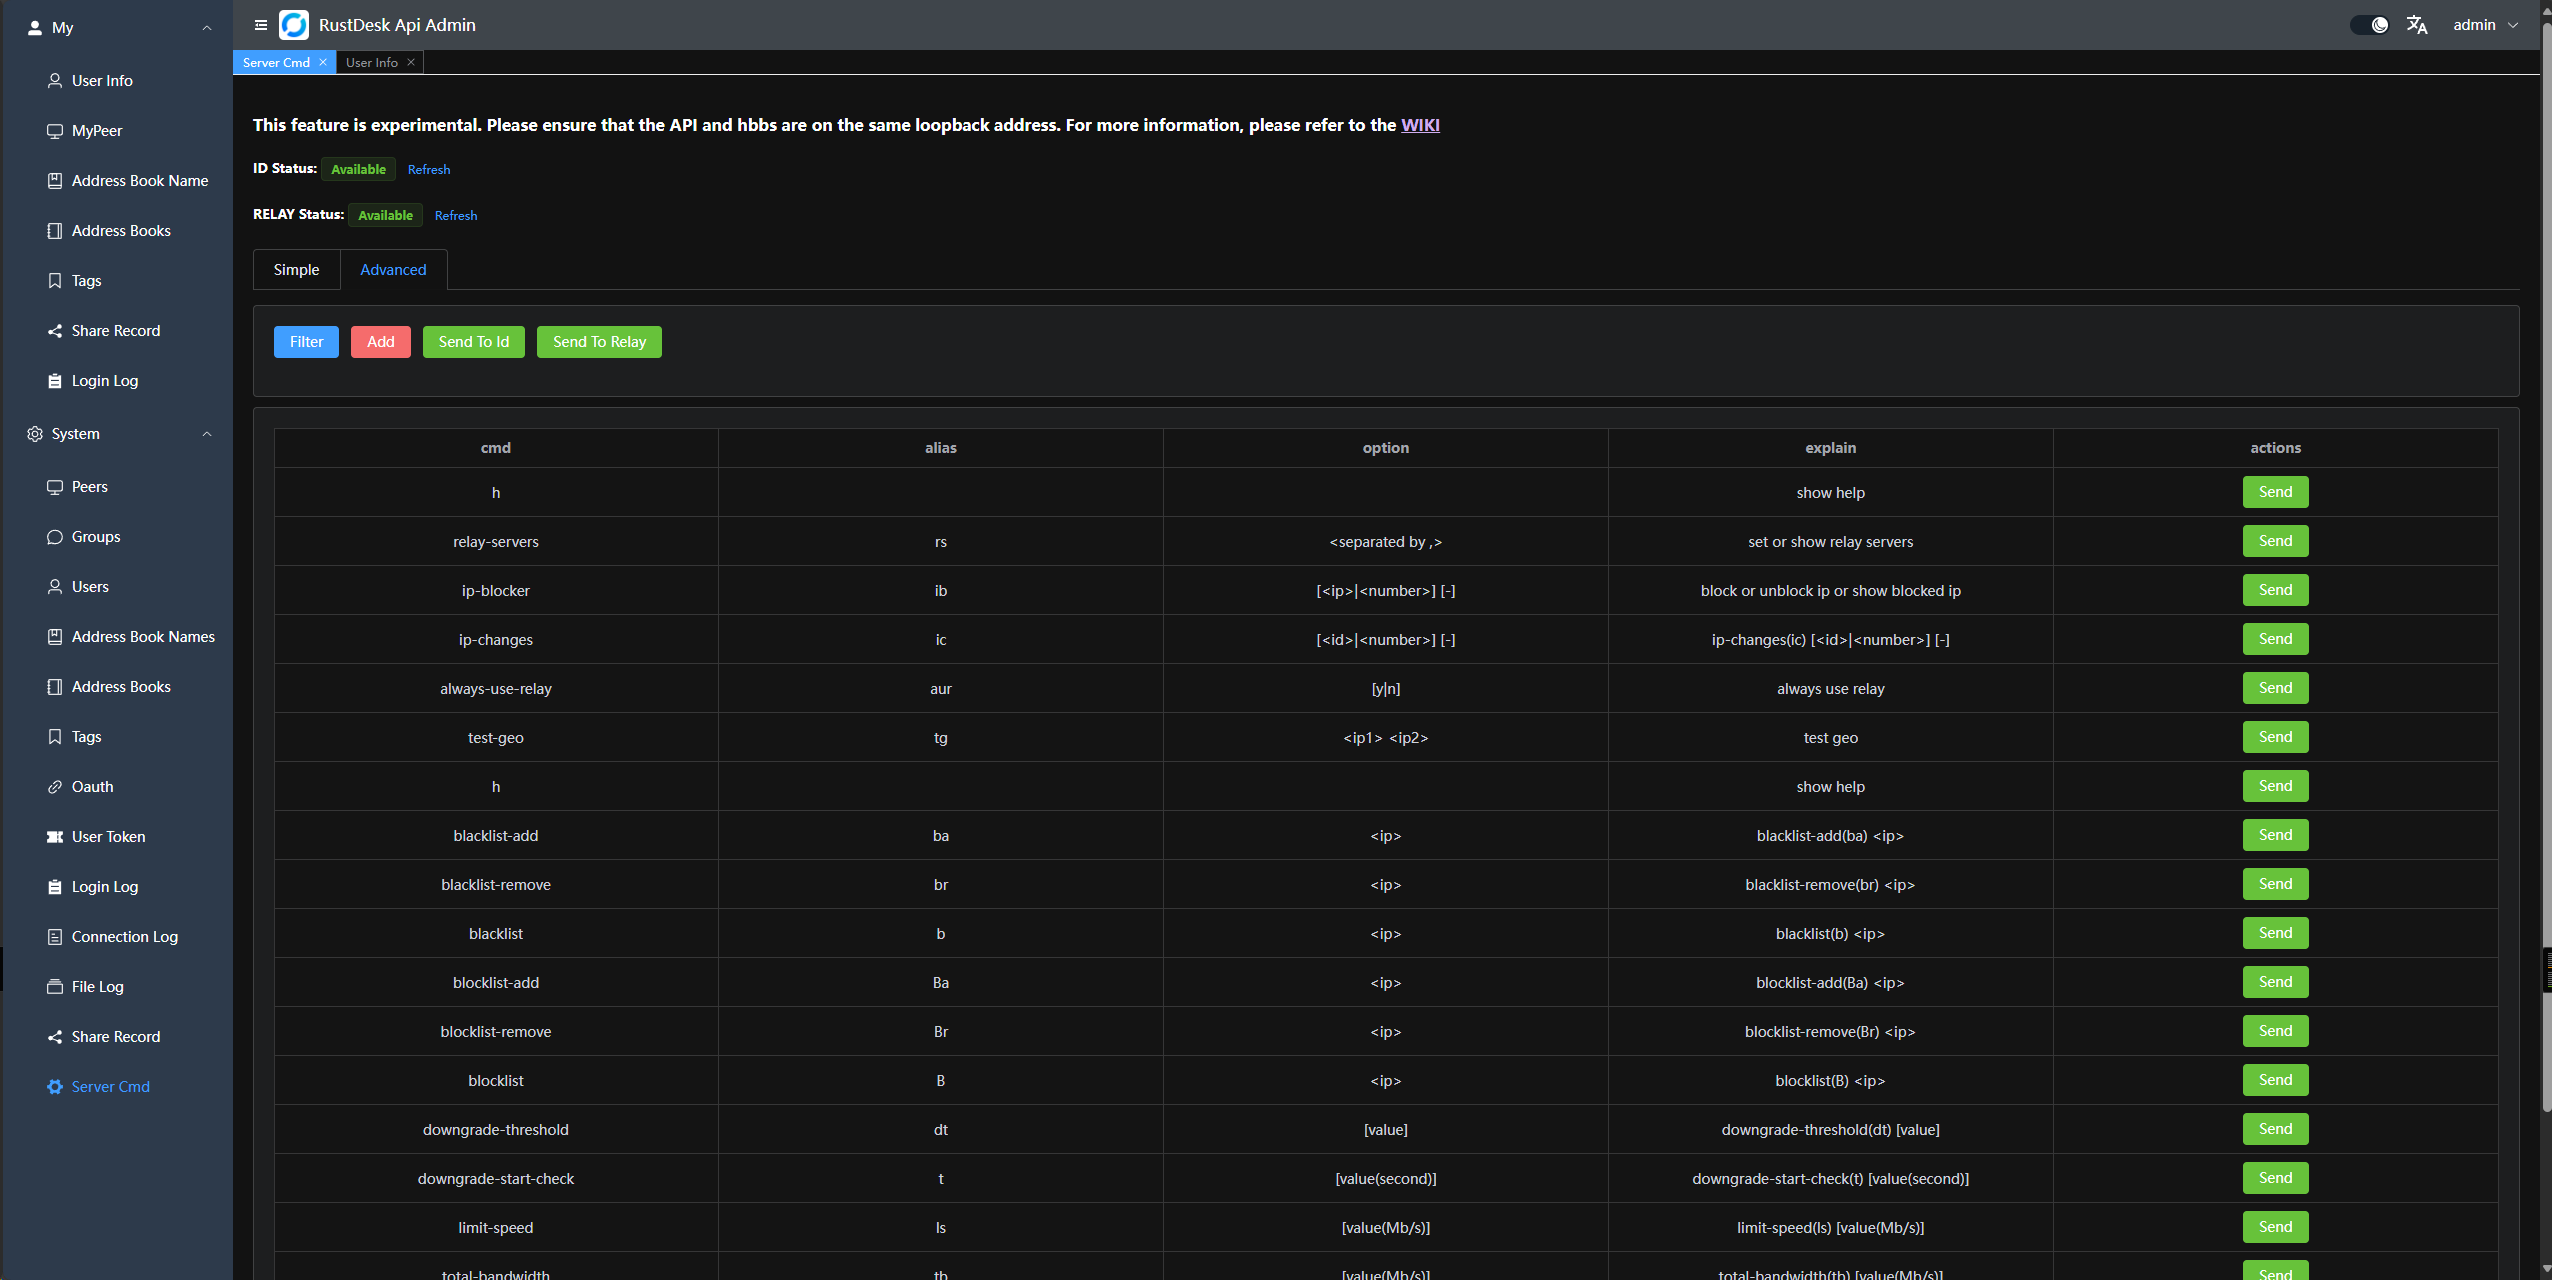 My
User Info
MyPeer
Address Book Name
Address Books
Tags
Share Record
Login Log
System
Peers
Groups
Users
Address Book Names
Address Books
Tags
Oauth
User Token
Login Log
Connection Log
File Log
Share Record
Server Cmd
RustDesk Api Admin
admin
Server Cmd
User Info
This feature is experimental. Please ensure that the API and hbbs are on the same loopback address. For more information, please refer to the WIKI
ID Status: Available Refresh
RELAY Status: Available Refresh
Simple Advanced
Filter Add Send To Id Send To Relay
cmd alias option explain actions
h show help Send
relay-servers rs <separated by ,> set or show relay servers Send
ip-blocker ib [<ip>|<number>] [-] block or unblock ip or show blocked ip Send
ip-changes ic [<id>|<number>] [-] ip-changes(ic) [<id>|<number>] [-] Send
always-use-relay aur [y|n] always use relay Send
test-geo tg <ip1> <ip2> test geo Send
h show help Send
blacklist-add ba <ip> blacklist-add(ba) <ip> Send
blacklist-remove br <ip> blacklist-remove(br) <ip> Send
blacklist b <ip> blacklist(b) <ip> Send
blocklist-add Ba <ip> blocklist-add(Ba) <ip> Send
blocklist-remove Br <ip> blocklist-remove(Br) <ip> Send
blocklist B <ip> blocklist(B) <ip> Send
downgrade-threshold dt [value] downgrade-threshold(dt) [value] Send
downgrade-start-check t [value(second)] downgrade-start-check(t) [value(second)] Send
limit-speed ls [value(Mb/s)] limit-speed(ls) [value(Mb/s)] Send
total-bandwidth tb [value(Mb/s)] total-bandwidth(tb) [value(Mb/s)] Send